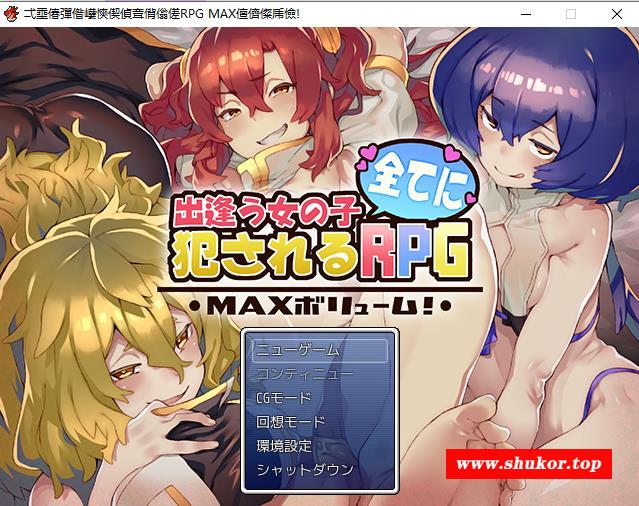 RPG MAX
全てに
出逢う女の子
犯されるRPG
・MAXボリューム!・
ニューゲーム
コンティニュー
CGモード
回想モード
環境設定
シャットダウン
www.shukor.top